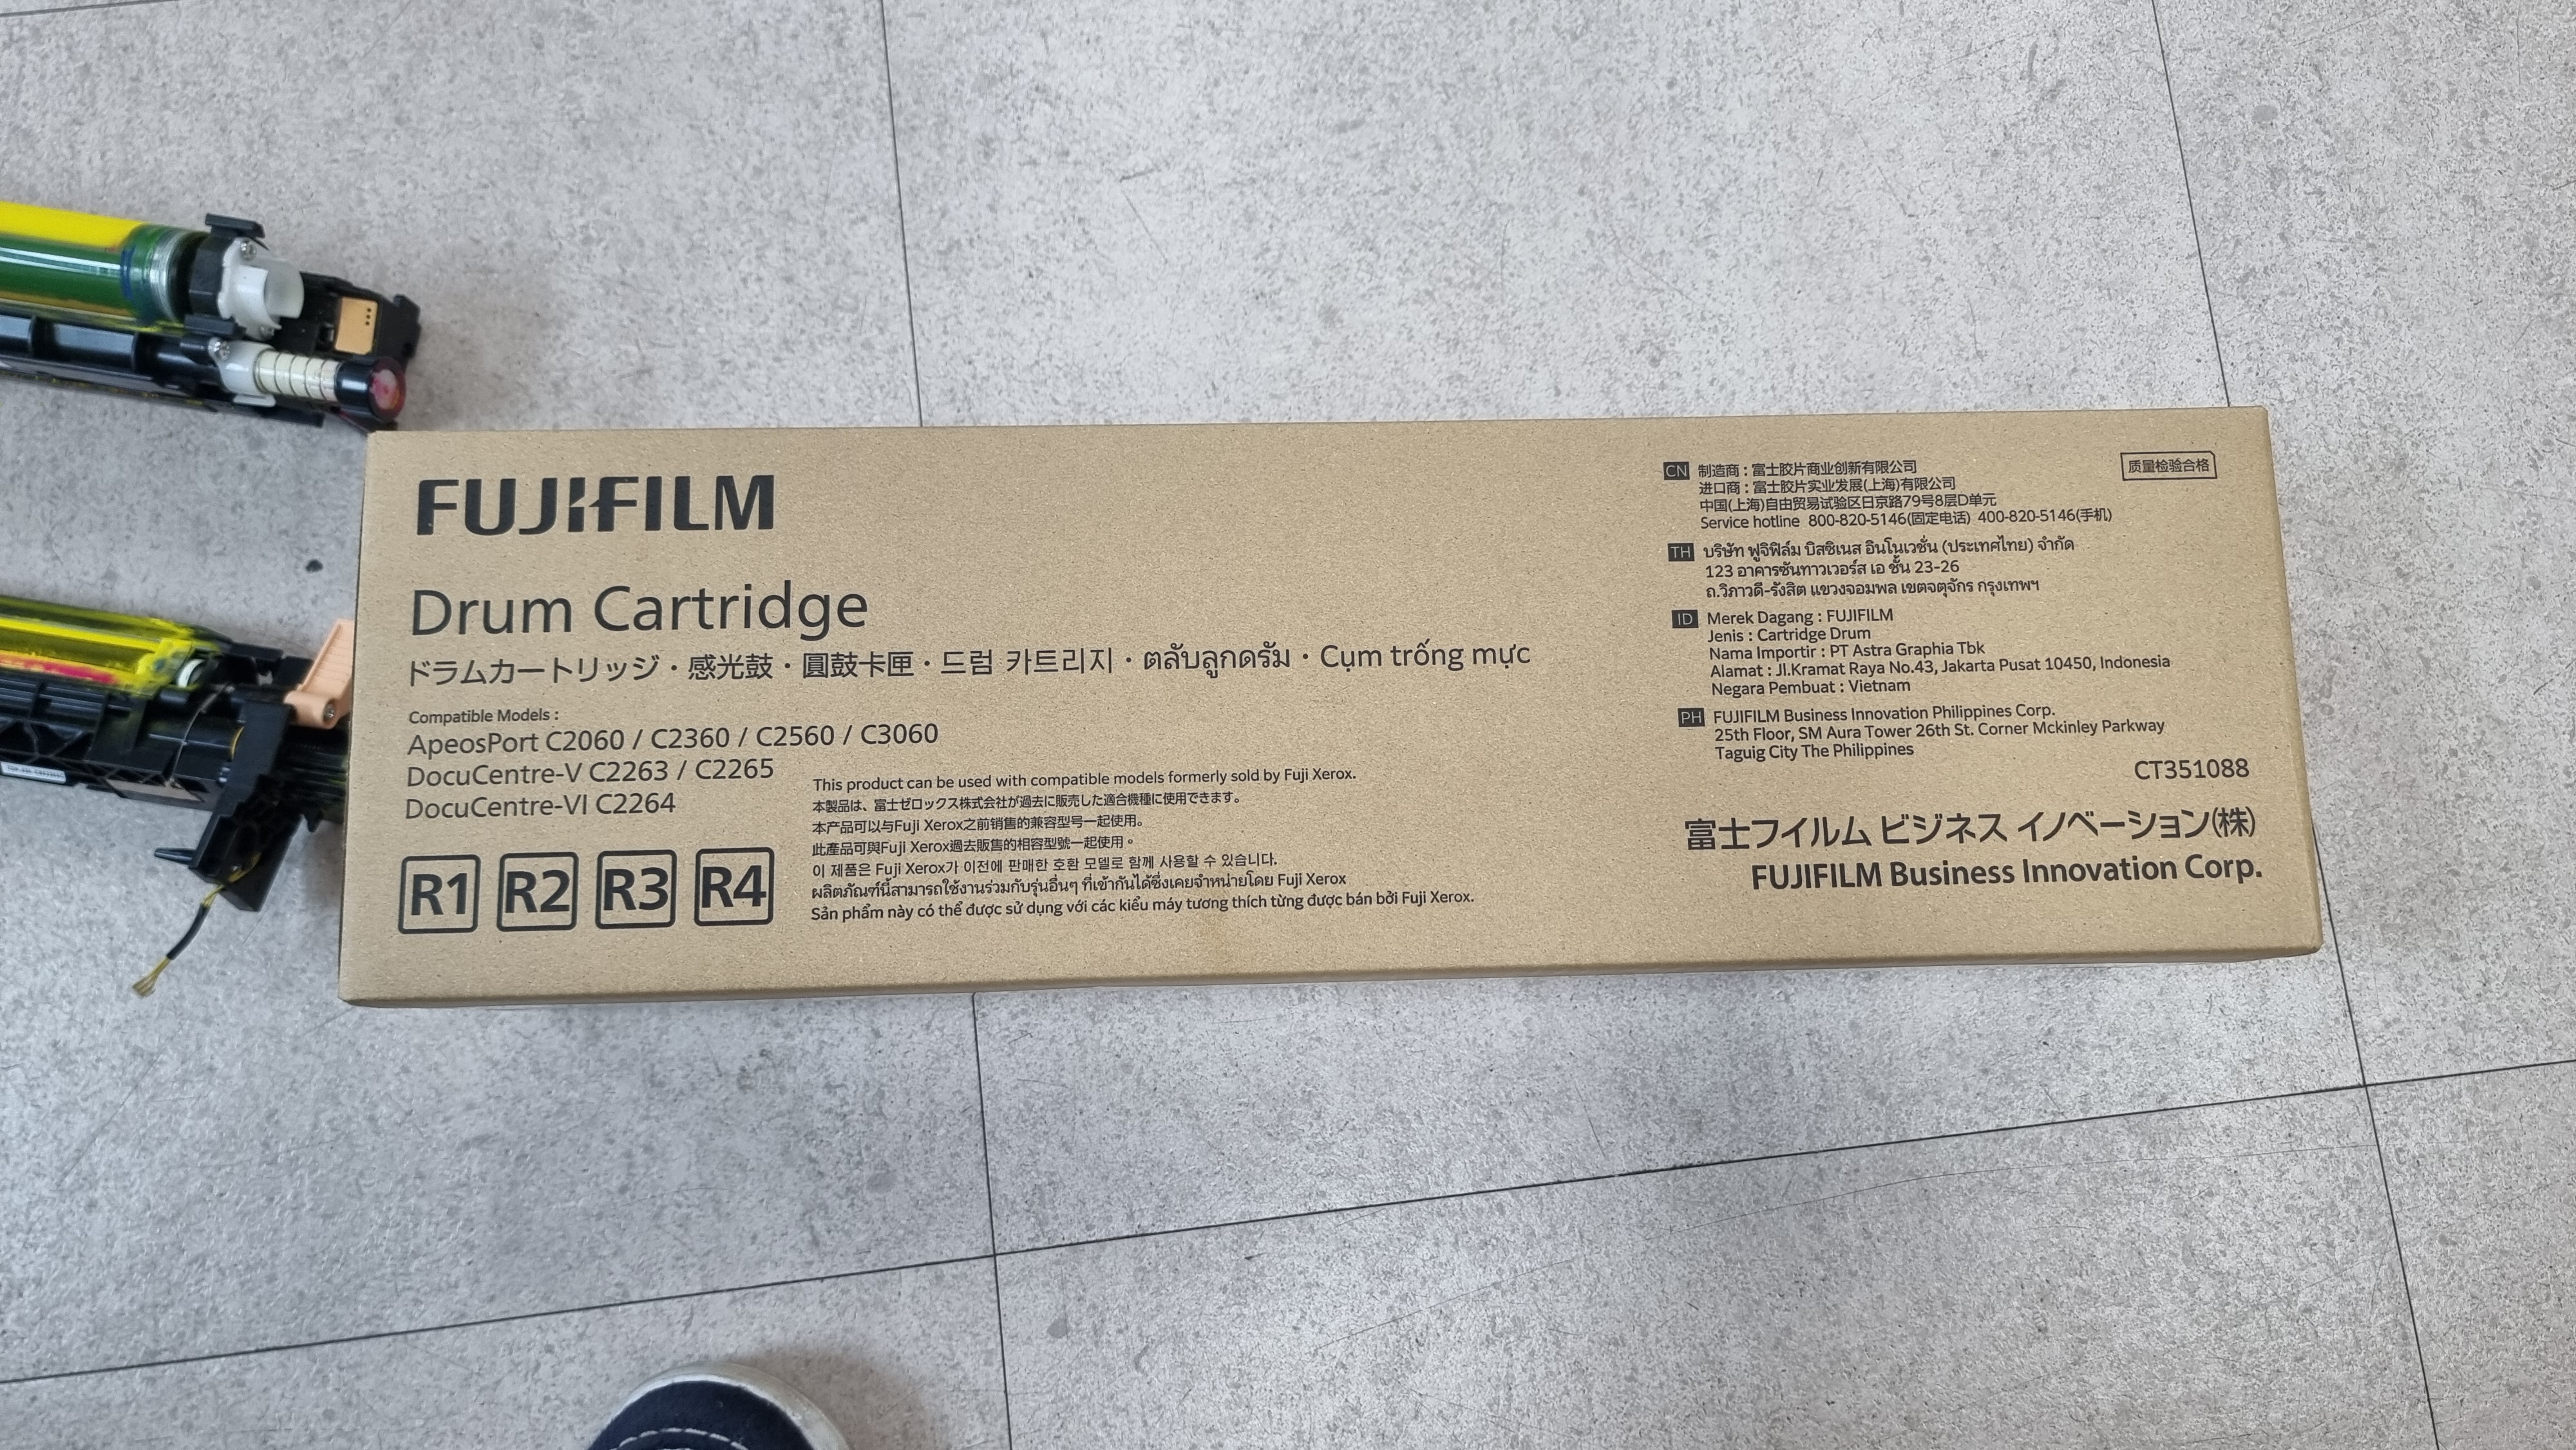 FUJIFILM
Drum Cartridge
ドラムカートリッジ・感光鼓・圓鼓卡匣・드럼 카트리지・ตลับลูกดรัม・Cụm trống mực
Compatible Models :
ApeosPort C2060 / C2360 / C2560 / C3060
DocuCentre-V C2263 / C2265
DocuCentre-VI C2264
R1 R2 R3 R4
This product can be used with compatible models formerly sold by Fuji Xerox.
本製品は、富士ゼロックス株式会社が過去に販売した適合機種に使用できます。
本产品可以与Fuji Xerox之前销售的兼容型号一起使用。
此產品可與Fuji Xerox過去販售的相容型號一起使用。
이 제품은 Fuji Xerox가 이전에 판매한 호환 모델로 함께 사용할 수 있습니다.
ผลิตภัณฑ์นี้สามารถใช้งานร่วมกับรุ่นอื่นๆ ที่เข้ากันได้ซึ่งเคยจำหน่ายโดย Fuji Xerox
Sản phẩm này có thể được sử dụng với các kiểu máy tương thích từng được bán bởi Fuji Xerox.
CN 制造商 : 富士胶片商业创新有限公司
进口商 : 富士胶片实业发展(上海)有限公司
中国(上海)自由贸易试验区日京路79号8层D单元
Service hotline 800-820-5146(固定电话) 400-820-5146(手机)
质量检验合格
TH บริษัท ฟูจิฟิล์ม บิสซิเนส อินโนเวชั่น (ประเทศไทย) จำกัด
123 อาคารซันทาวเวอร์ส เอ ชั้น 23-26
ถ.วิภาวดี-รังสิต แขวงจอมพล เขตจตุจักร กรุงเทพฯ
ID Merek Dagang : FUJIFILM
Jenis : Cartridge Drum
Nama Importir : PT Astra Graphia Tbk
Alamat : Jl.Kramat Raya No.43, Jakarta Pusat 10450, Indonesia
Negara Pembuat : Vietnam
PH FUJIFILM Business Innovation Philippines Corp.
25th Floor, SM Aura Tower 26th St. Corner Mckinley Parkway
Taguig City The Philippines
CT351088
富士フイルム ビジネス イノベーション(株)
FUJIFILM Business Innovation Corp.